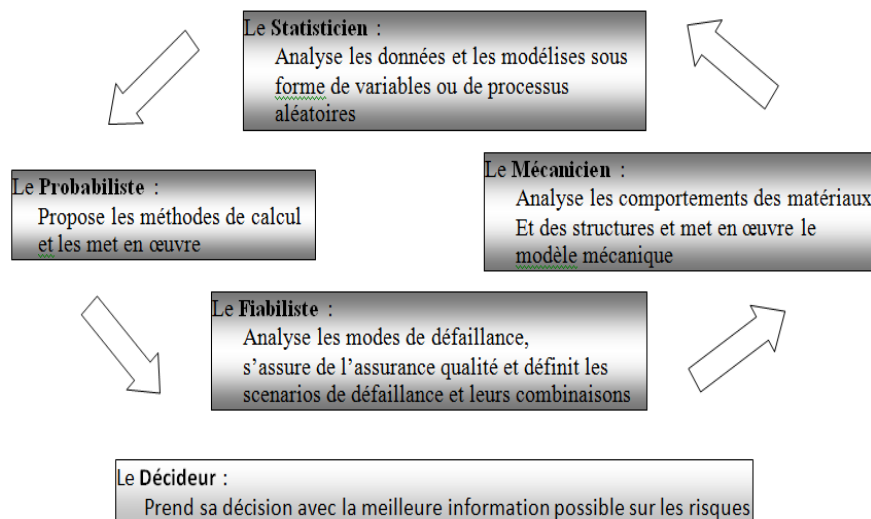 Le Statisticien :
Analyse les données et les modélises sous
forme de variables ou de processus
aléatoires
Le Probabiliste :
Propose les méthodes de calcul
et les met en œuvre
Le Mécanicien :
Analyse les comportements des matériaux
Et des structures et met en œuvre le
modèle mécanique
Le Fiabiliste :
Analyse les modes de défaillance,
s’assure de l’assurance qualité et définit les
scenarios de défaillance et leurs combinaisons
Le Décideur :
Prend sa décision avec la meilleure information possible sur les risques